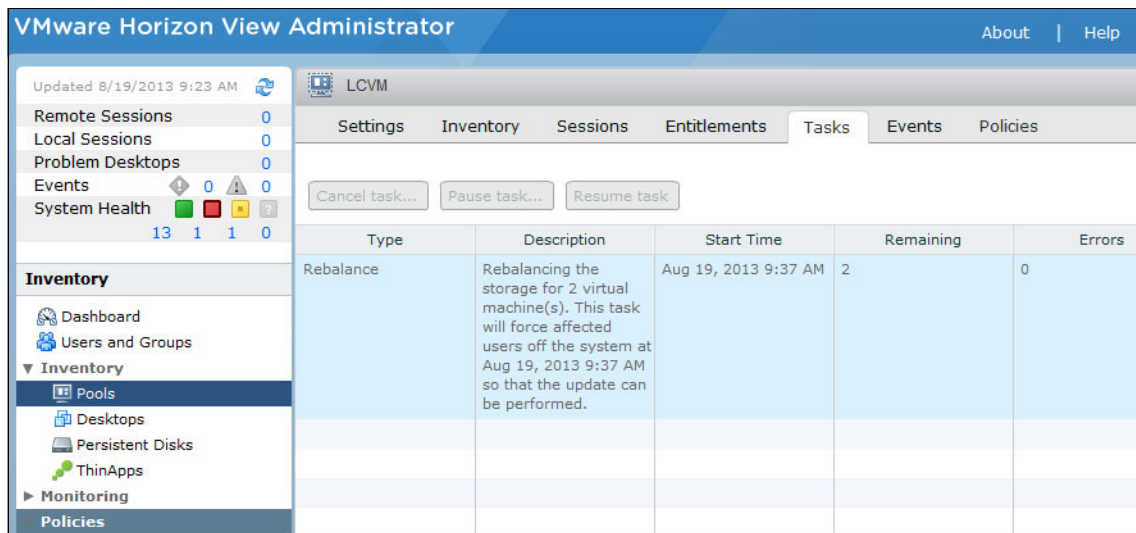 VMware Horizon View Administrator
About | Help
Updated 8/19/2013 9:23 AM
Remote Sessions 0
Local Sessions 0
Problem Desktops 0
Events 0 0
System Health ?
13 1 1 0
Inventory
Dashboard
Users and Groups
Inventory
Pools
Desktops
Persistent Disks
ThinApps
Monitoring
Policies
LCVM
Settings Inventory Sessions Entitlements Tasks Events Policies
Cancel task... Pause task... Resume task
Type Description Start Time Remaining Errors
Rebalance Rebalancing the Aug 19, 2013 9:37 AM 2 0
storage for 2 virtual
machine(s). This task
will force affected
users off the system at
Aug 19, 2013 9:37 AM
so that the update can
be performed.